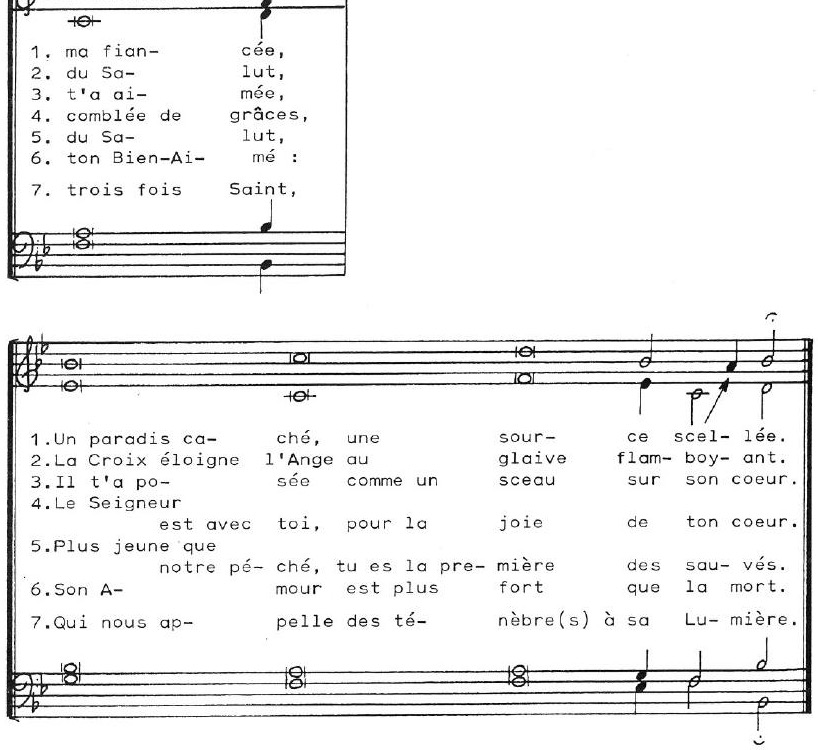 1. ma fian- cée,
2. du Sa- lut,
3. t'a ai- mée,
4. comblée de grâces,
5. du Sa- lut,
6. ton Bien-Ai- mé :
7. trois fois Saint,
1.Un paradis ca- ché, une sour- ce scel- lée.
2.La Croix éloigne l'Ange au glaive flam- boy- ant.
3.Il t'a po- sée comme un sceau sur son coeur.
4.Le Seigneur
est avec toi, pour la joie de ton coeur.
5.Plus jeune que
notre pé- ché, tu es la pre- mière des sau- vés.
6.Son A- mour est plus fort que la mort.
7.Qui nous ap- pelle des té- nèbre(s) à sa Lu- mière.